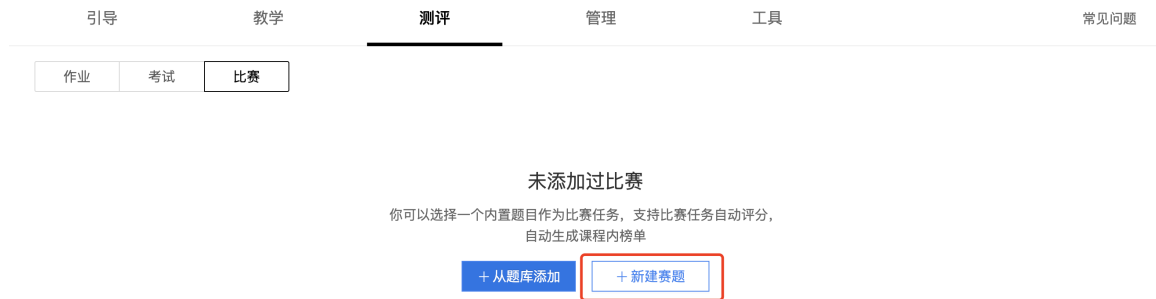 引导 教学 测评 管理 工具 常见问题
作业 考试 比赛
未添加过比赛
你可以选择一个内置题目作为比赛任务，支持比赛任务自动评分，
自动生成课程内榜单
＋从题库添加 ＋新建赛题